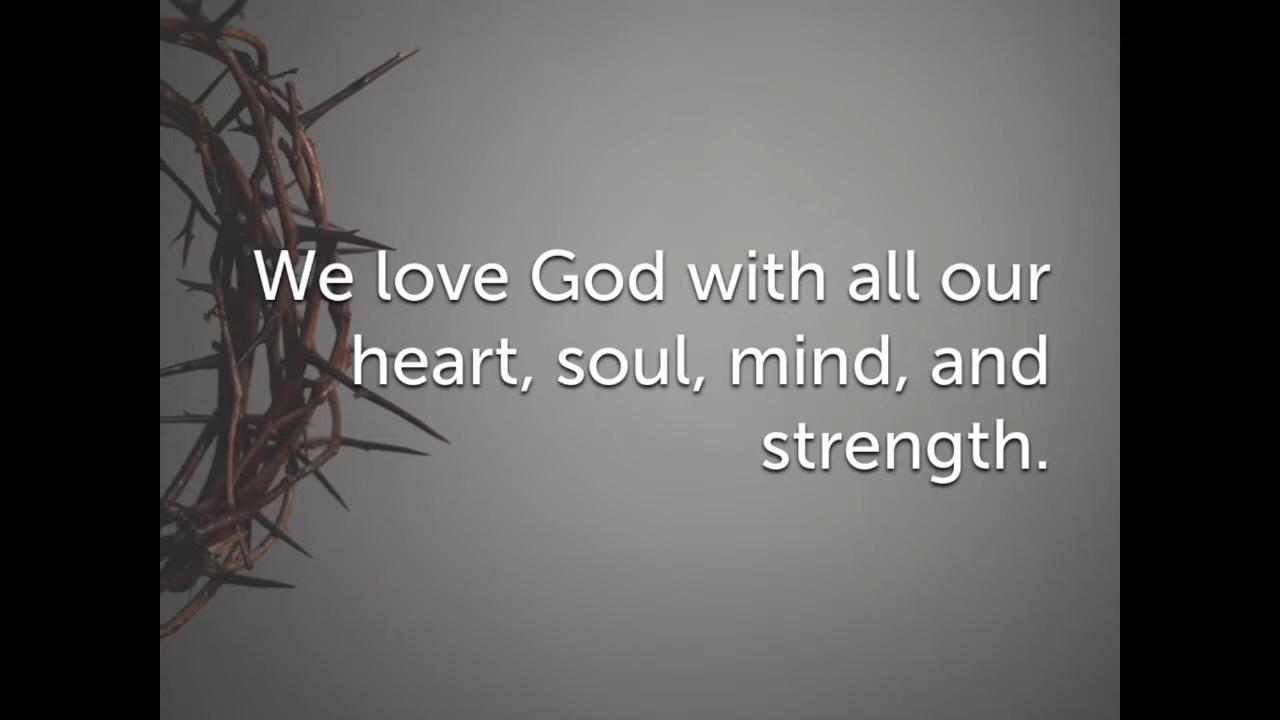 We love God with all our
heart, soul, mind, and
strength.